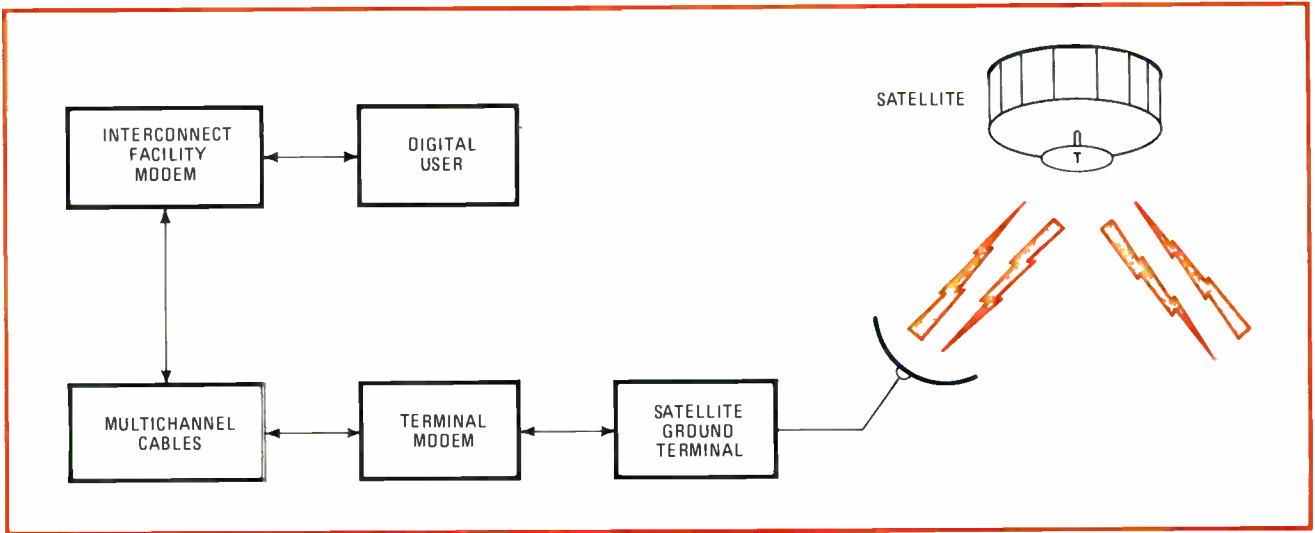 INTERCONNECT
FACILITY
MODEM
DIGITAL
USER
SATELLITE
T
MULTICHANNEL
CABLES
TERMINAL
MODEM
SATELLITE
GROUND
TERMINAL